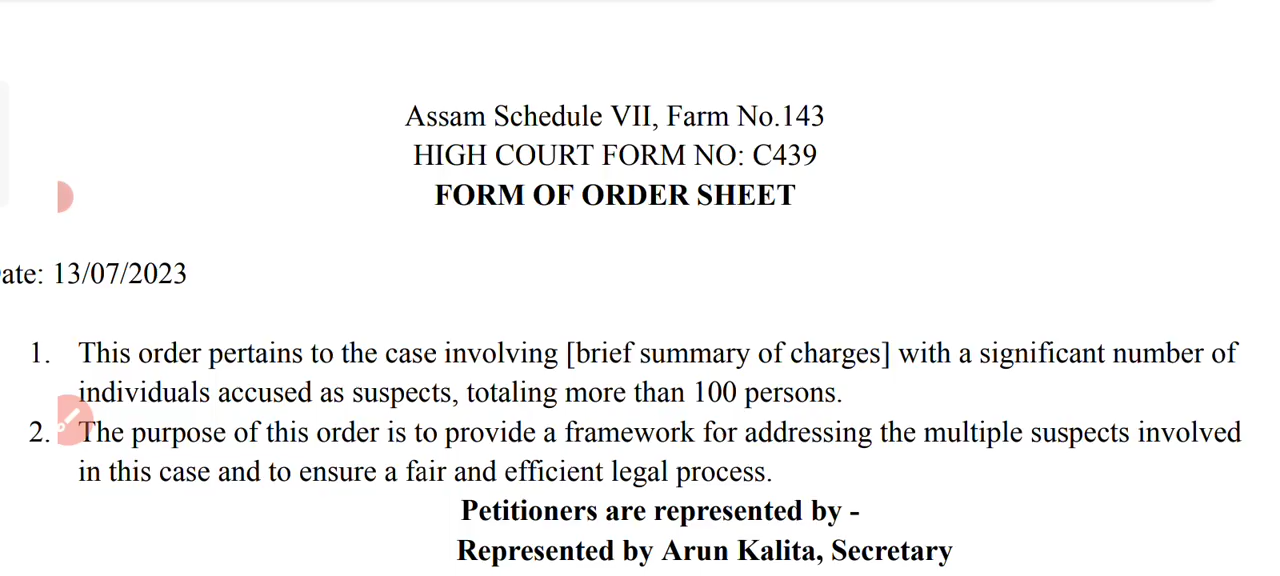 Assam Schedule VII, Farm No.143
HIGH COURT FORM NO: C439
FORM OF ORDER SHEET
ate: 13/07/2023
1. This order pertains to the case involving [brief summary of charges] with a significant number of
individuals accused as suspects, totaling more than 100 persons.
2. The purpose of this order is to provide a framework for addressing the multiple suspects involved
in this case and to ensure a fair and efficient legal process.
Petitioners are represented by -
Represented by Arun Kalita, Secretary